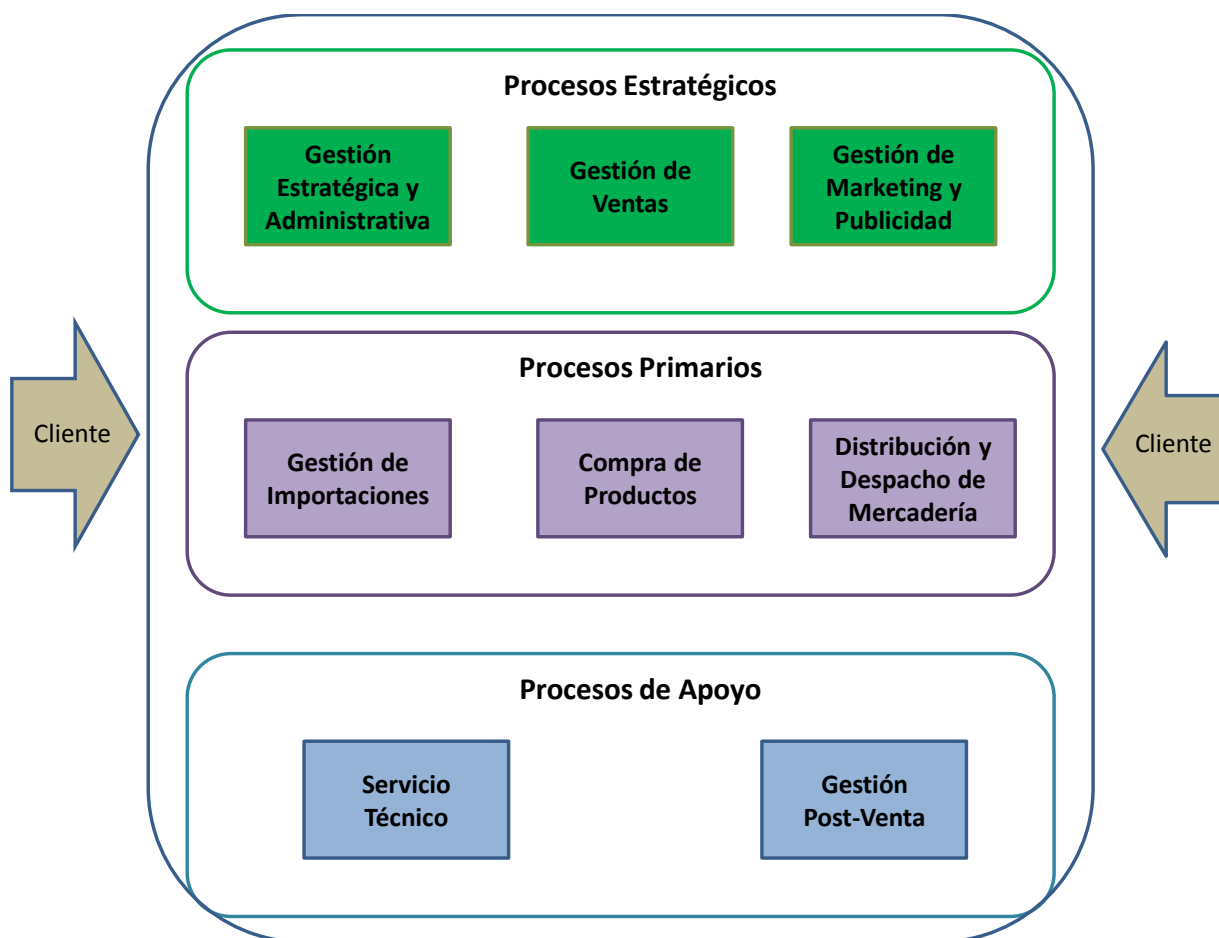 Procesos Estratégicos
Gestión
Estratégica y
Administrativa
Gestión de
Ventas
Gestión de
Marketing y
Publicidad
Procesos Primarios
Cliente
Gestión de
Importaciones
Compra de
Productos
Distribución y
Despacho de
Mercadería
Cliente
Procesos de Apoyo
Servicio
Técnico
Gestión
Post-Venta